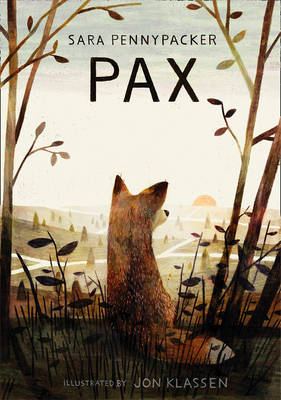 SARA PENNYPACKER
PAX
ILLUSTRATED BY JON KLASSEN